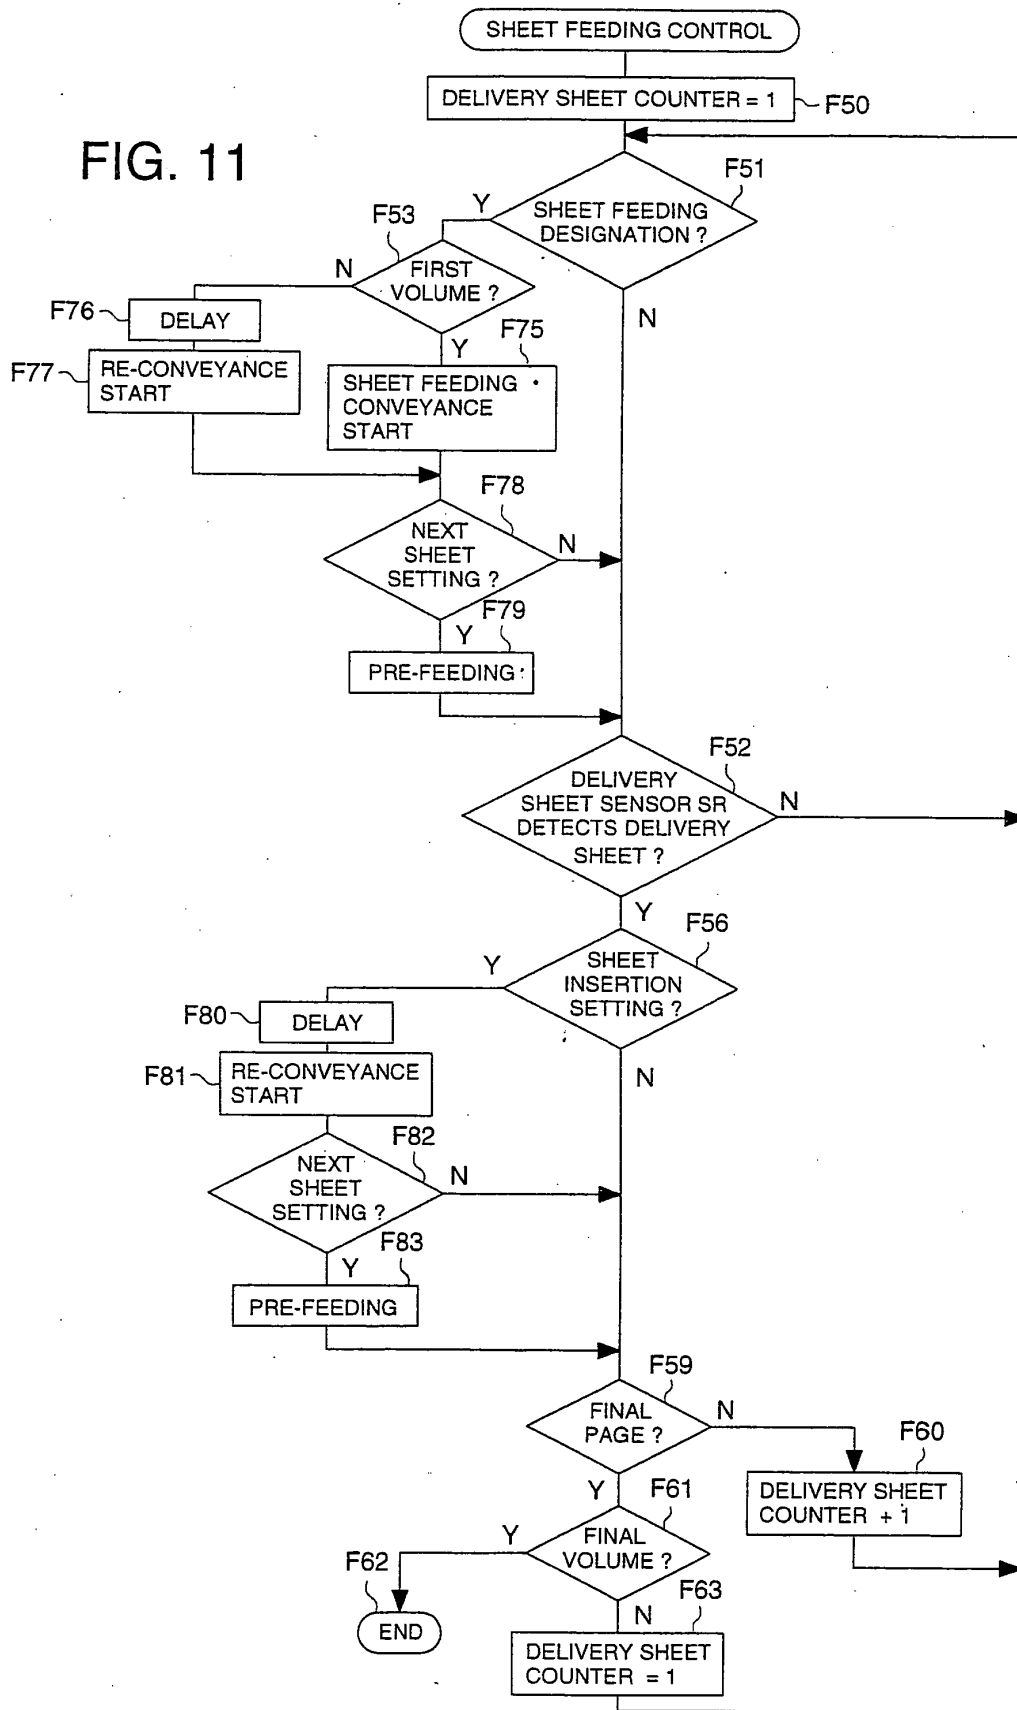 SHEET FEEDING CONTROL
DELIVERY SHEET COUNTER = 1
F50
FIG. 11
F51
Y
SHEET FEEDING
DESIGNATION ?
F53
N
FIRST
VOLUME ?
F76
DELAY
N
Y
F75
F77
RE-CONVEYANCE
START
SHEET FEEDING
CONVEYANCE
START
F78
NEXT
SHEET
SETTING ?
N
Y
F79
PRE-FEEDING
F52
DELIVERY
SHEET SENSOR SR
DETECTS DELIVERY
SHEET ?
N
Y
F56
Y
SHEET
INSERTION
SETTING ?
F80
DELAY
N
F81
RE-CONVEYANCE
START
F82
NEXT
SHEET
SETTING ?
N
Y
F83
PRE-FEEDING
F59
FINAL
PAGE ?
N
F60
DELIVERY SHEET
COUNTER + 1
Y
F61
Y
FINAL
VOLUME ?
F62
END
N
F63
DELIVERY SHEET
COUNTER = 1